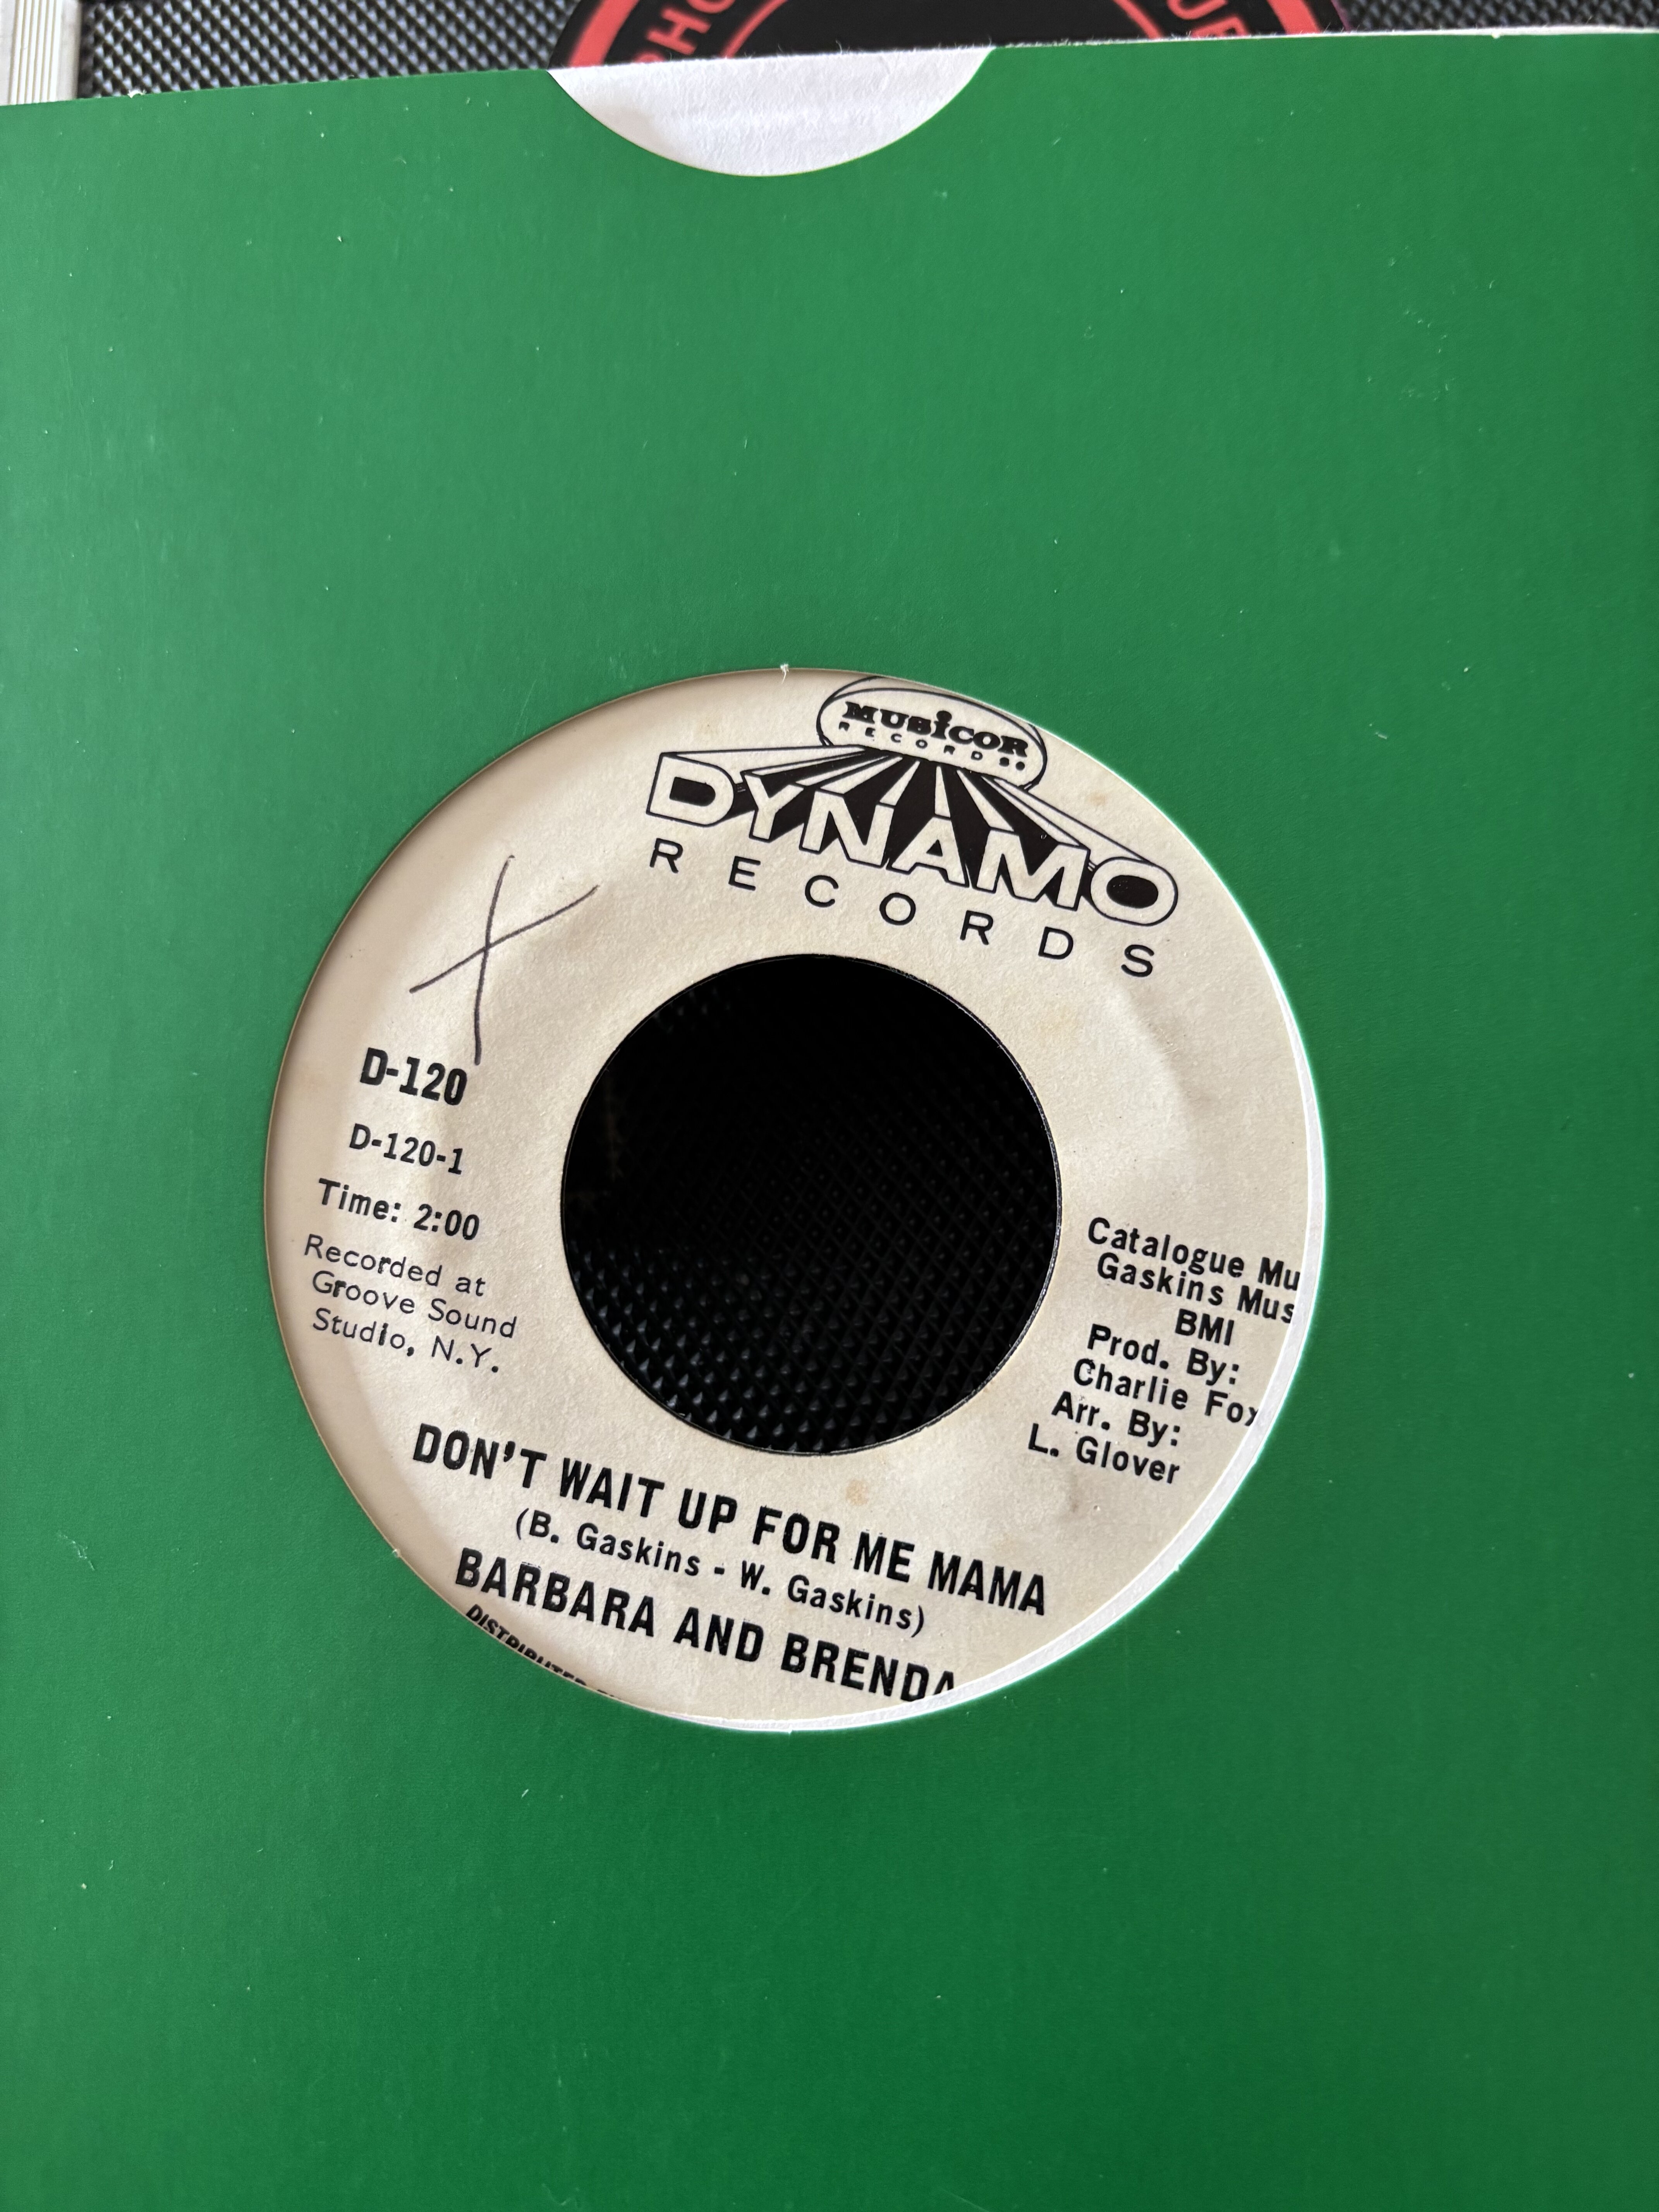 MUSICOR
RECORDS
DYNAMO
RECORDS
D-120
D-120-1
Time: 2:00
Recorded at
Groove Sound
Studio, N.Y.
Catalogue Mu
Gaskins Mus
BMI
Prod. By:
Charlie Fox
Arr. By:
L. Glover
DON'T WAIT UP FOR ME MAMA
(B. Gaskins - W. Gaskins)
BARBARA AND BRENDA
DISTRIBUTED